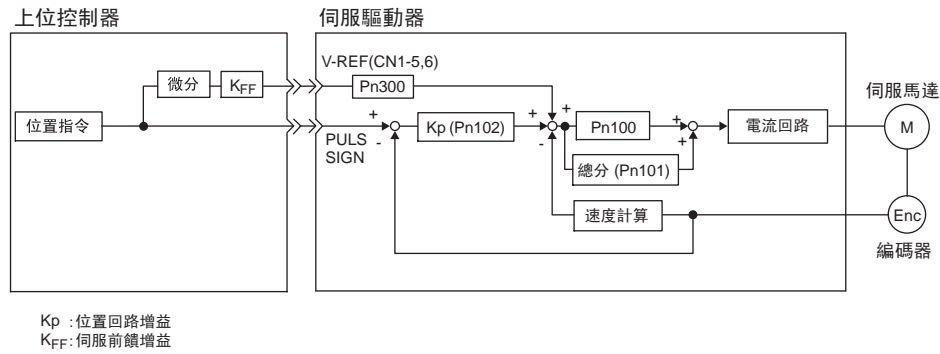 上位控制器
伺服驅動器
V-REF(CN1-5,6)
微分
KFF
Pn300
伺服馬達
位置指令
+
-
Kp (Pn102)
+
+
-
Pn100
+
+
電流回路
M
PULS
SIGN
總分 (Pn101)
速度計算
Enc
編碼器
Kp :位置回路增益
KFF:伺服前饋增益